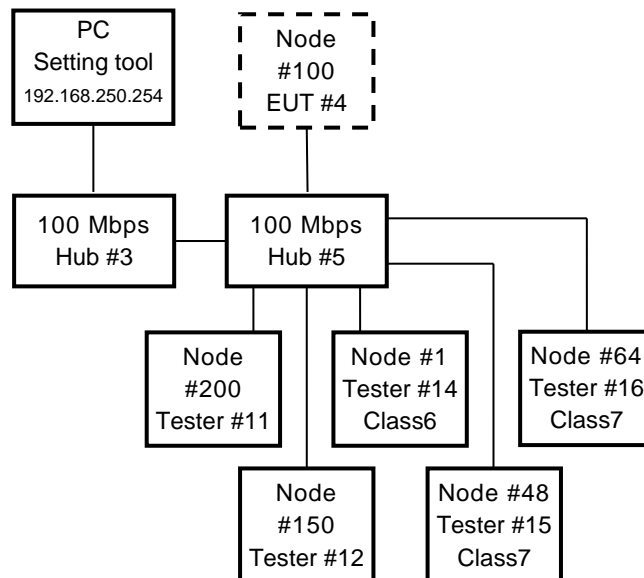 PC
Setting tool
192.168.250.254
Node
#100
EUT #4
100 Mbps
Hub #3
100 Mbps
Hub #5
Node
#200
Tester #11
Node #1
Tester #14
Class6
Node #64
Tester #16
Class7
Node
#150
Tester #12
Node #48
Tester #15
Class7